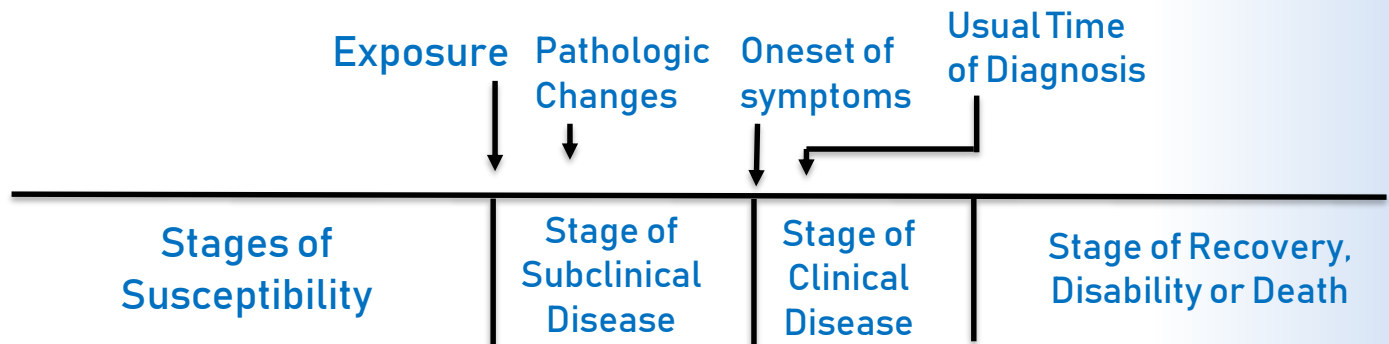 Exposure
Pathologic
Changes
Oneset of
symptoms
Usual Time
of Diagnosis
Stages of
Susceptibility
Stage of
Subclinical
Disease
Stage of
Clinical
Disease
Stage of Recovery,
Disability or Death